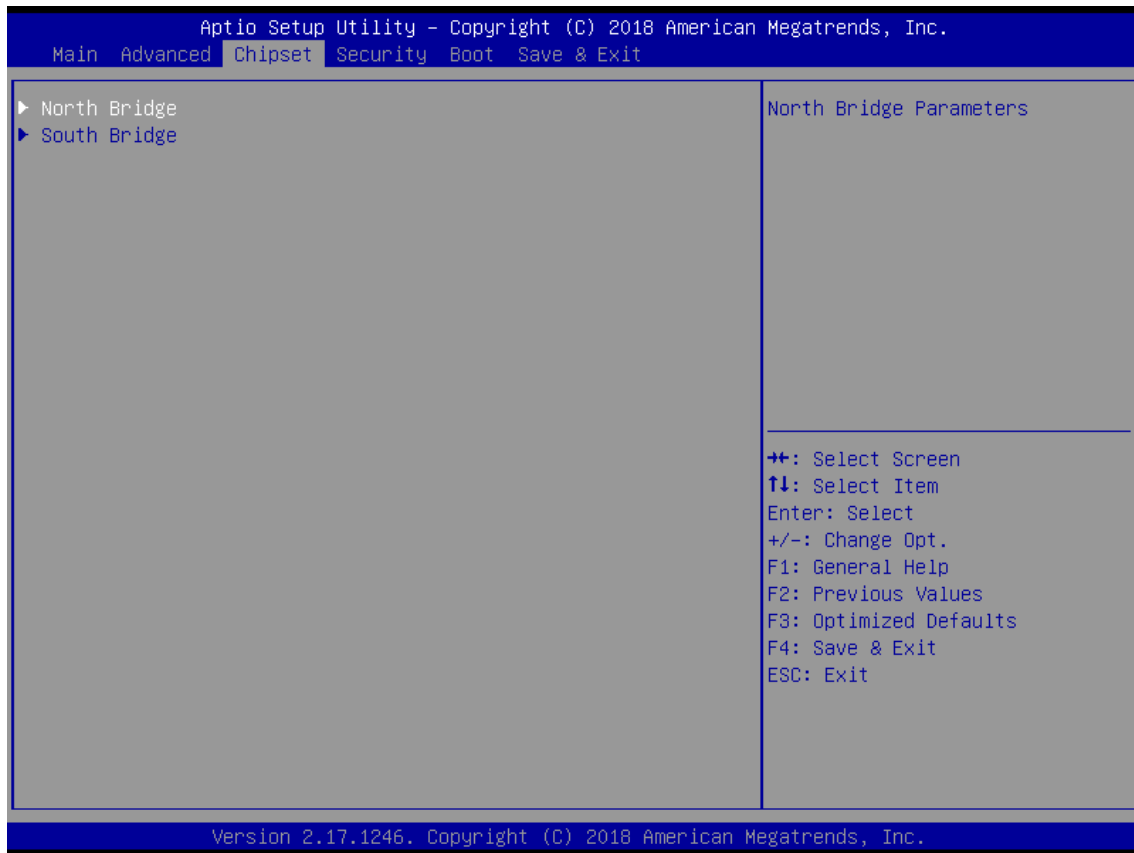 Aptio Setup Utility – Copyright (C) 2018 American Megatrends, Inc.
Main Advanced Chipset Security Boot Save & Exit
▶ North Bridge
▶ South Bridge
North Bridge Parameters
→←: Select Screen
↑↓: Select Item
Enter: Select
+/-: Change Opt.
F1: General Help
F2: Previous Values
F3: Optimized Defaults
F4: Save & Exit
ESC: Exit
Version 2.17.1246. Copyright (C) 2018 American Megatrends, Inc.